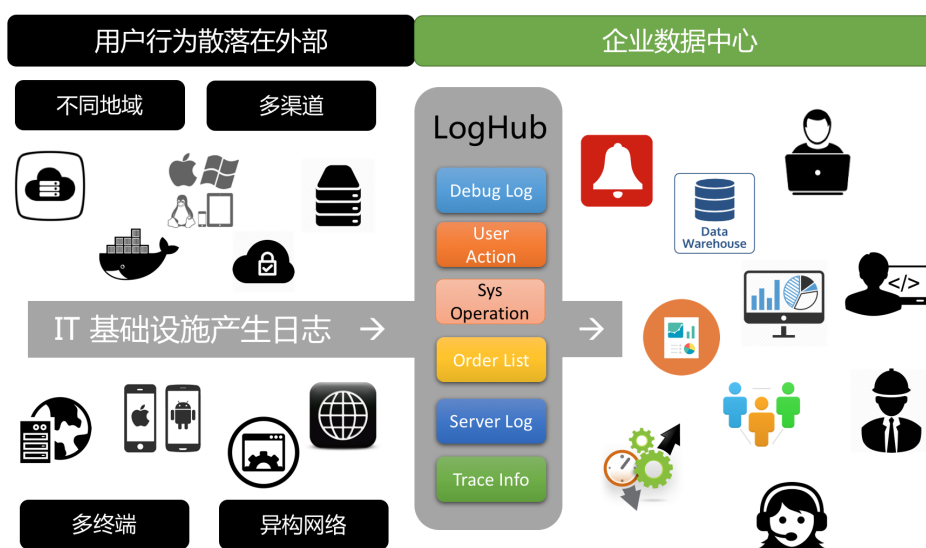 用户行为散落在外部
企业数据中心
不同地域
多渠道
LogHub
Debug Log
User
Action
Sys
Operation
Order List
Server Log
Trace Info
Data
Warehouse
</>
IT 基础设施产生日志 →
→
多终端
异构网络